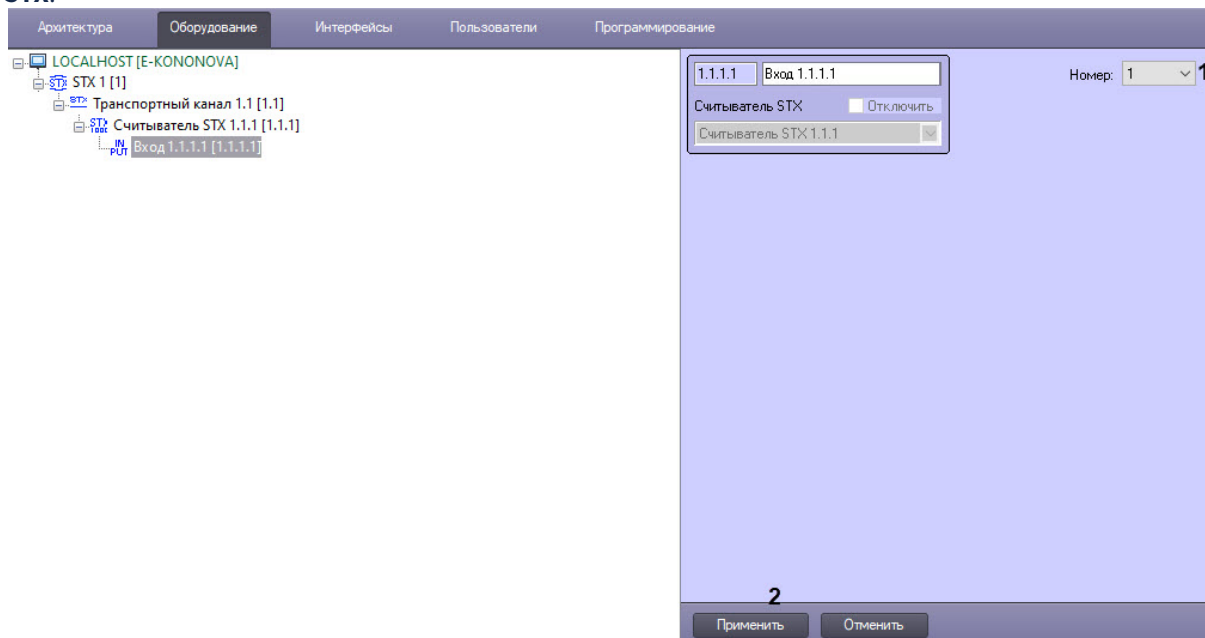 STX.
Архитектура Оборудование Интерфейсы Пользователи Программирование
LOCALHOST [E-KONONOVA]
STX 1 [1]
Транспортный канал 1.1 [1.1]
Считыватель STX 1.1.1 [1.1.1]
Вход 1.1.1.1 [1.1.1.1]
1.1.1.1 Вход 1.1.1.1
Номер: 1 1
Считыватель STX Отключить
Считыватель STX 1.1.1
2
Применить Отменить